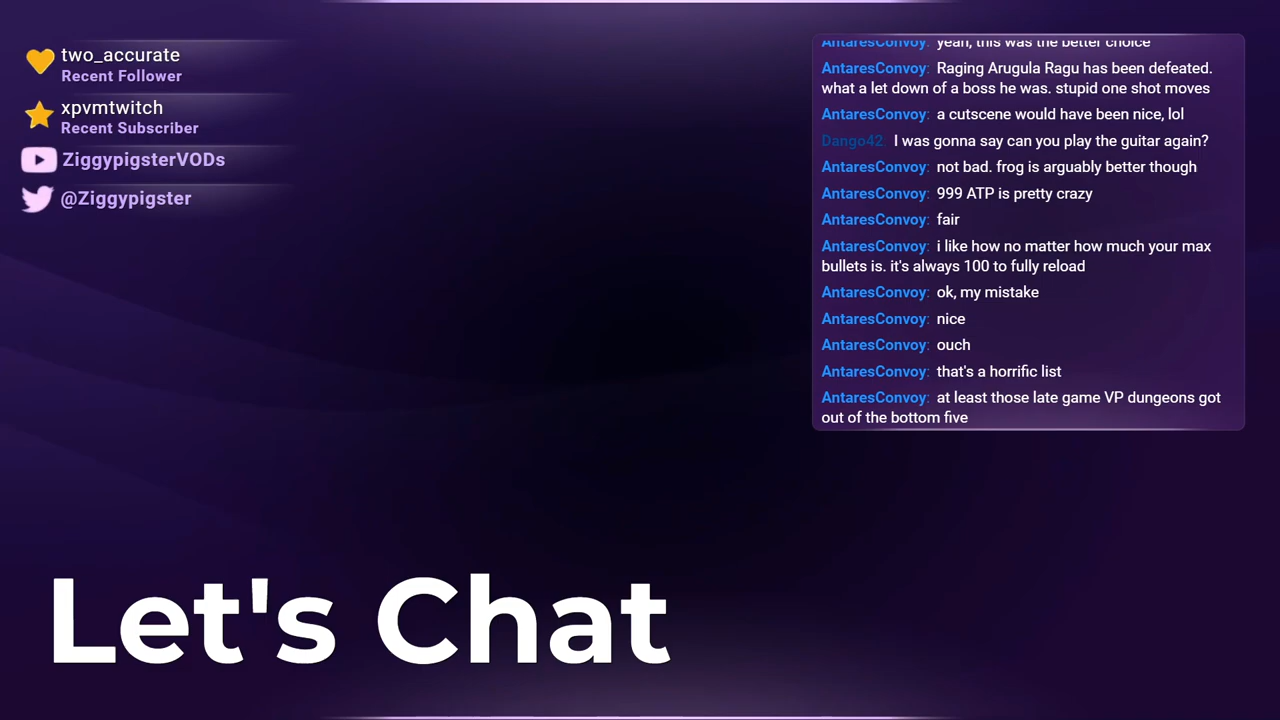 two_accurate
Recent Follower
xpvmtwitch
Recent Subscriber
ZiggypigsterVODs
@Ziggypigster
AntaresConvoy: yeah, this was the better choice
AntaresConvoy: Raging Arugula Ragu has been defeated.
what a let down of a boss he was. stupid one shot moves
AntaresConvoy: a cutscene would have been nice, lol
Dango42: I was gonna say can you play the guitar again?
AntaresConvoy: not bad. frog is arguably better though
AntaresConvoy: 999 ATP is pretty crazy
AntaresConvoy: fair
AntaresConvoy: i like how no matter how much your max
bullets is. it's always 100 to fully reload
AntaresConvoy: ok, my mistake
AntaresConvoy: nice
AntaresConvoy: ouch
AntaresConvoy: that's a horrific list
AntaresConvoy: at least those late game VP dungeons got
out of the bottom five
Let's Chat